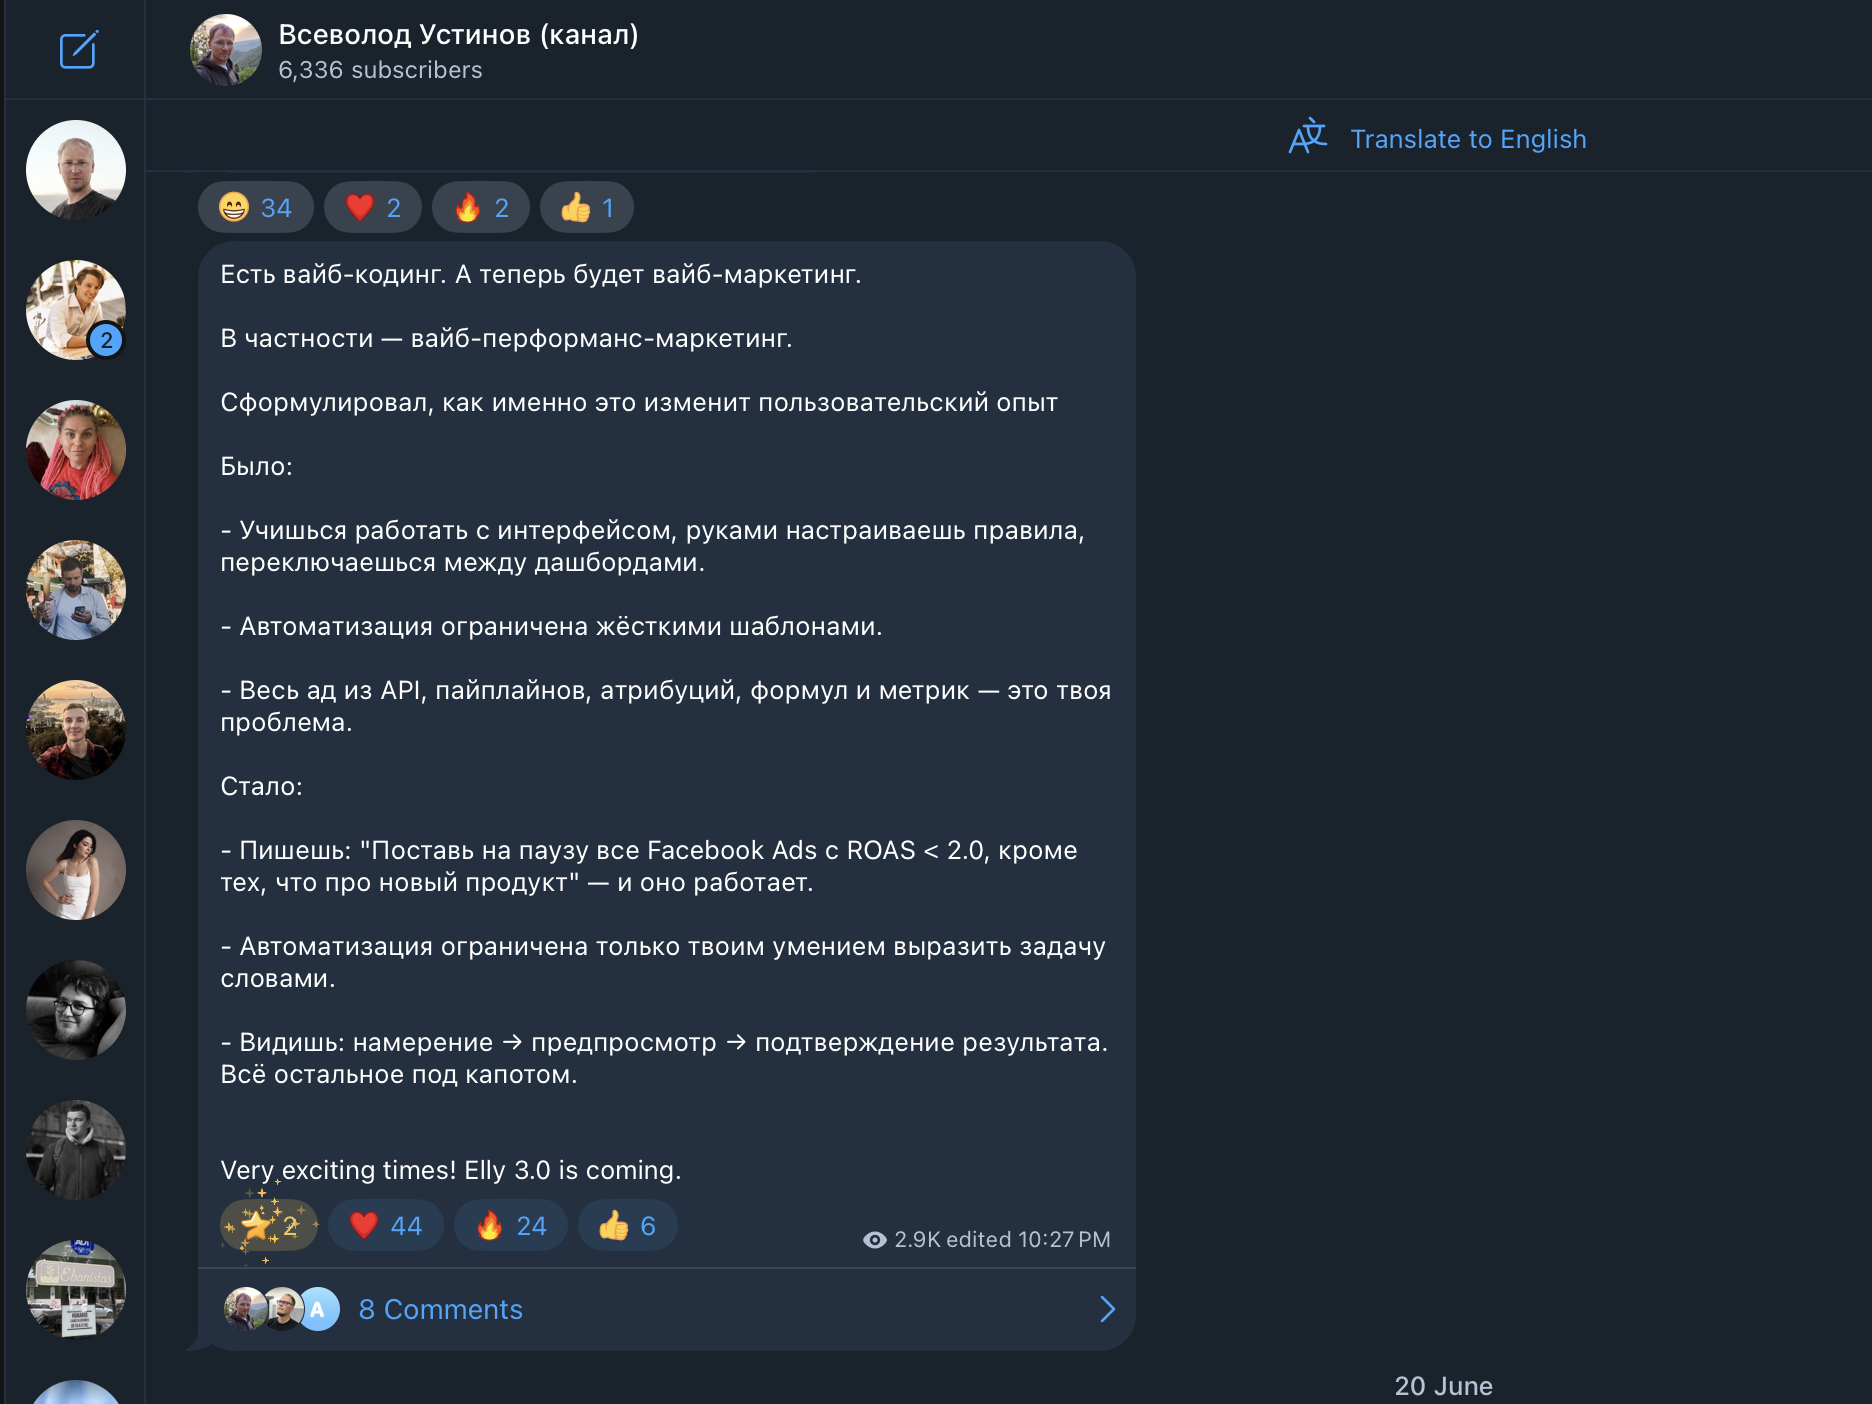 Всеволод Устинов (канал)
6,336 subscribers
Translate to English
34 2 2 1
2
Есть вайб-кодинг. А теперь будет вайб-маркетинг.
В частности — вайб-перформанс-маркетинг.
Сформулировал, как именно это изменит пользовательский опыт
Было:
- Учишься работать с интерфейсом, руками настраиваешь правила,
переключаешься между дашбордами.
- Автоматизация ограничена жёсткими шаблонами.
- Весь ад из API, пайплайнов, атрибуций, формул и метрик — это твоя
проблема.
Стало:
- Пишешь: "Поставь на паузу все Facebook Ads с ROAS < 2.0, кроме
тех, что про новый продукт" — и оно работает.
- Автоматизация ограничена только твоим умением выразить задачу
словами.
- Видишь: намерение → предпросмотр → подтверждение результата.
Всё остальное под капотом.
Very exciting times! Elly 3.0 is coming.
2 44 24 6
2.9K edited 10:27 PM
Ebanistas
A
8 Comments
20 June